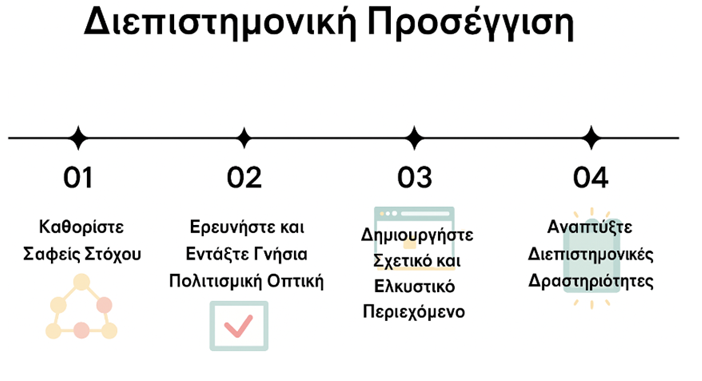 Διεπιστημονική Προσέγγιση
01
Καθορίστε
Σαφείς Στόχου
02
Ερευνήστε και
Εντάξτε Γνήσια
Πολιτισμική Οπτική
03
Δημιουργήστε
Σχετικό και
Ελκυστικό
Περιεχόμενο
04
Αναπτύξτε
Διεπιστημονικές
Δραστηριότητες